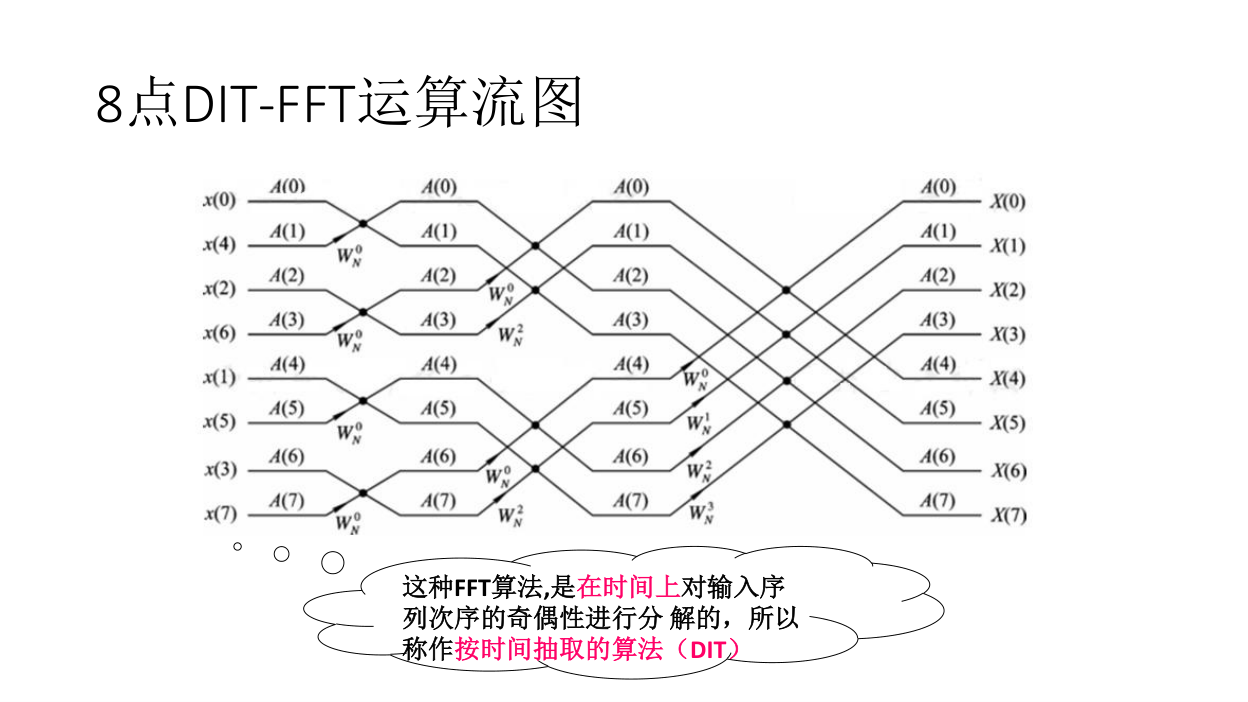 8点DIT-FFT运算流图
x(0) A(0) A(0) A(0) A(0) X(0)
x(4) A(1) A(1) A(1) A(1) X(1)
W_N^0
x(2) A(2) A(2) A(2) A(2) X(2)
W_N^0
x(6) A(3) A(3) A(3) A(3) X(3)
W_N^0 W_N^2
x(1) A(4) A(4) A(4) A(4) X(4)
W_N^0
x(5) A(5) A(5) A(5) A(5) X(5)
W_N^0 W_N^1
x(3) A(6) A(6) A(6) A(6) X(6)
W_N^0 W_N^2
x(7) A(7) A(7) A(7) A(7) X(7)
W_N^0 W_N^2 W_N^3
这种FFT算法,是在时间上对输入序
列次序的奇偶性进行分 解的，所以
称作按时间抽取的算法（DIT）